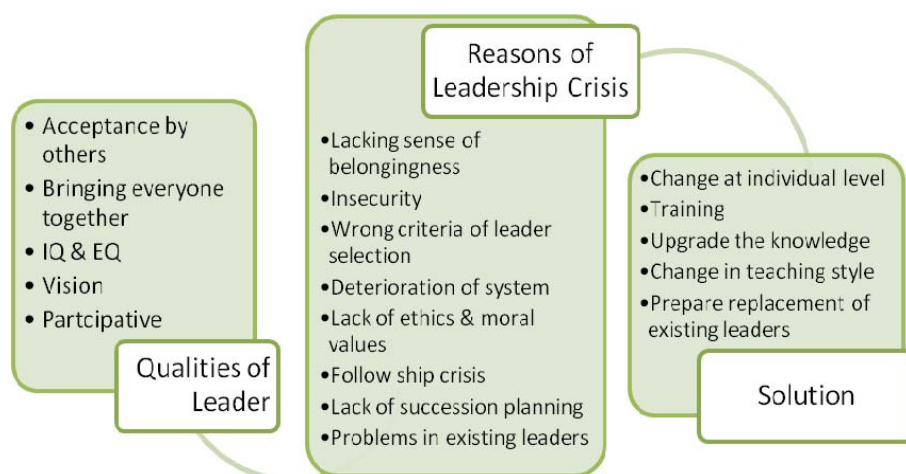 • Acceptance by
others
• Bringing everyone
together
• IQ & EQ
• Vision
• Partcipative
Qualities of
Leader
Reasons of
Leadership Crisis
•Lacking sense of
belongingness
•Insecurity
•Wrong criteria of leader
selection
•Deterioration of system
•Lack of ethics & moral
values
•Follow ship crisis
•Lack of succession planning
•Problems in existing leaders
•Change at individual level
•Training
•Upgrade the knowledge
•Change in teaching style
•Prepare replacement of
existing leaders
Solution